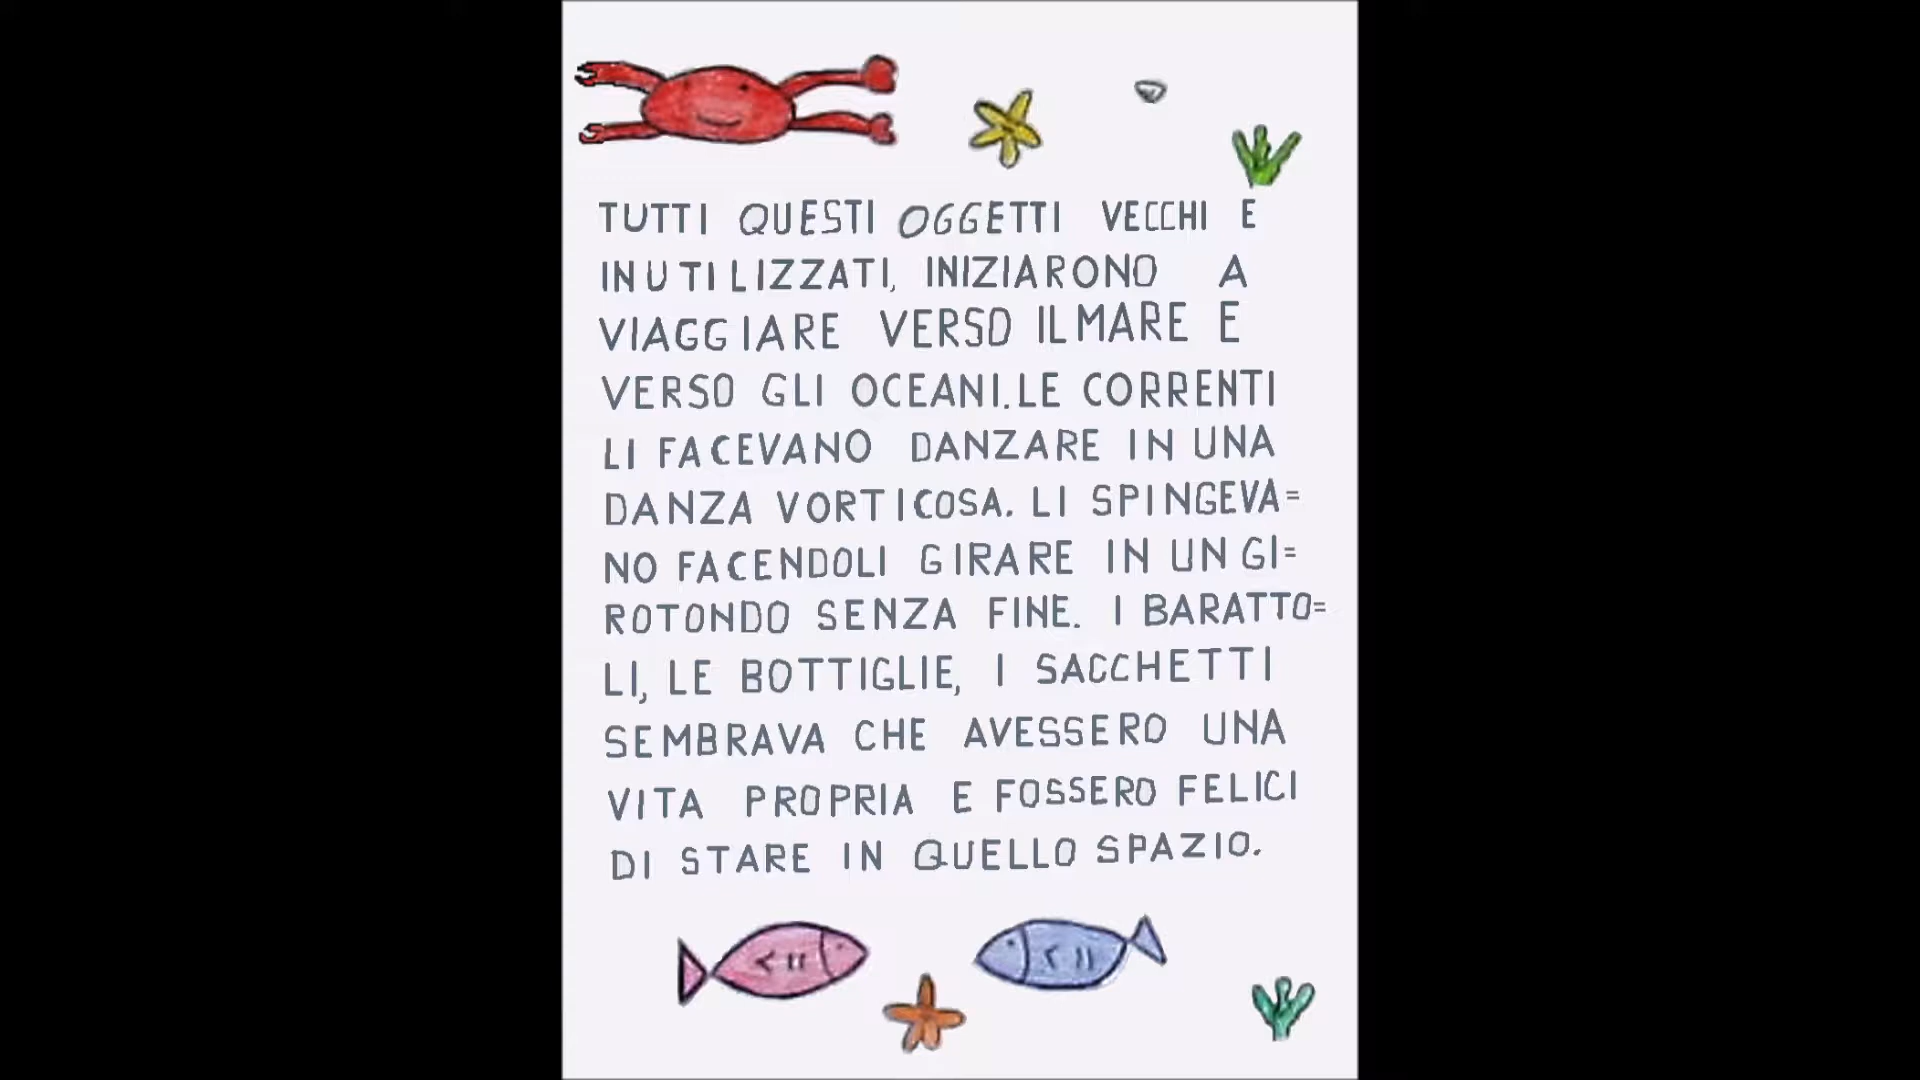 TUTTI QUESTI OGGETTI VECCHI E
INUTILIZZATI, INIZIARONO A
VIAGGIARE VERSO IL MARE E
VERSO GLI OCEANI. LE CORRENTI
LI FACEVANO DANZARE IN UNA
DANZA VORTICOSA. LI SPINGEVA=
NO FACENDOLI GIRARE IN UN GI=
ROTONDO SENZA FINE. I BARATTO=
LI, LE BOTTIGLIE, I SACCHETTI
SEMBRAVA CHE AVESSERO UNA
VITA PROPRIA E FOSSERO FELICI
DI STARE IN QUELLO SPAZIO.